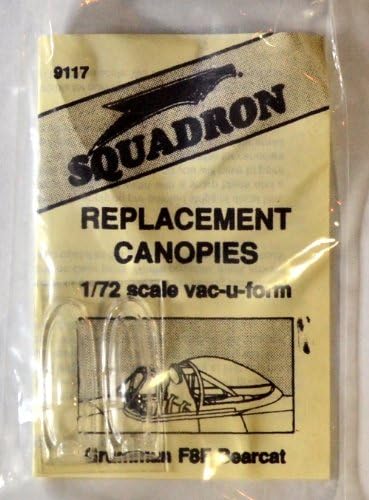 9117
SQUADRON
®
REPLACEMENT
CANOPIES
1/72 scale vac-u-form
Grumman F8F Bearcat